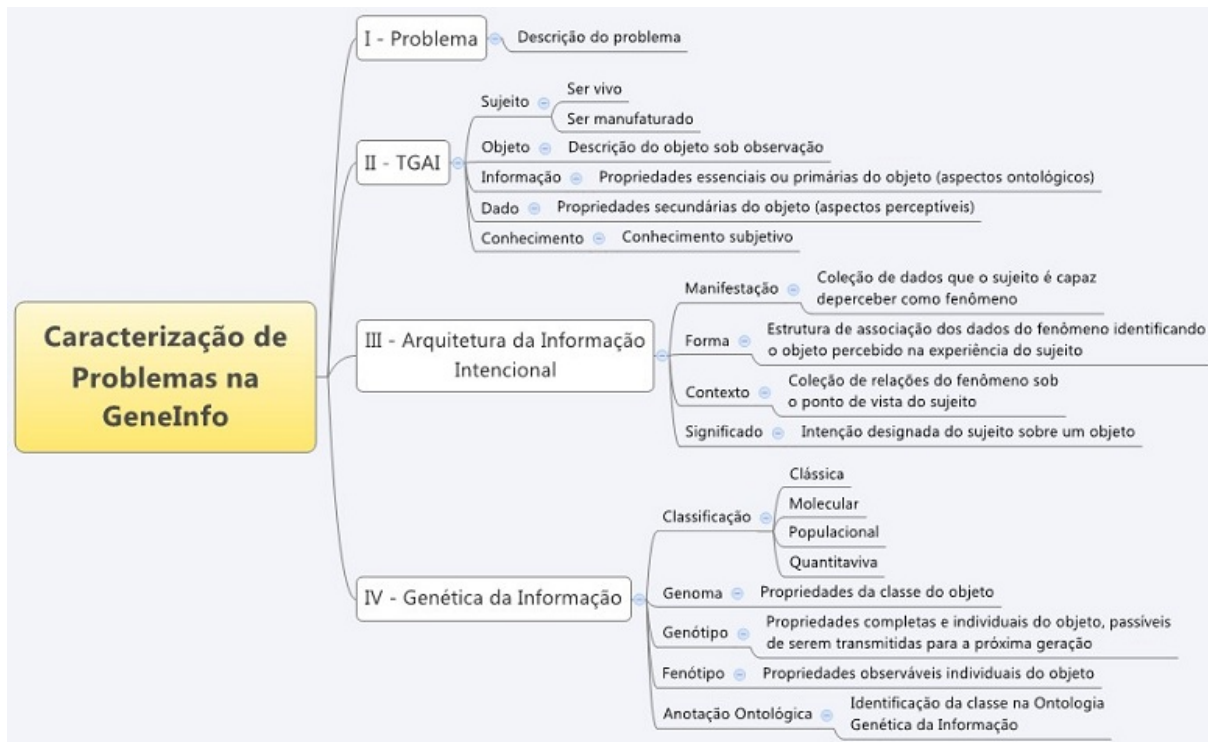 Caracterização de
Problemas na
GeneInfo
I - Problema
Descrição do problema
II - TGAI
Sujeito
Ser vivo
Ser manufaturado
Objeto
Descrição do objeto sob observação
Informação
Propriedades essenciais ou primárias do objeto (aspectos ontológicos)
Dado
Propriedades secundárias do objeto (aspectos perceptíveis)
Conhecimento
Conhecimento subjetivo
III - Arquitetura da Informação
Intencional
Manifestação
Coleção de dados que o sujeito é capaz
deperceber como fenômeno
Forma
Estrutura de associação dos dados do fenômeno identificando
o objeto percebido na experiência do sujeito
Contexto
Coleção de relações do fenômeno sob
o ponto de vista do sujeito
Significado
Intenção designada do sujeito sobre um objeto
IV - Genética da Informação
Classificação
Clássica
Molecular
Populacional
Quantitaviva
Genoma
Propriedades da classe do objeto
Genótipo
Propriedades completas e individuais do objeto, passíveis
de serem transmitidas para a próxima geração
Fenótipo
Propriedades observáveis individuais do objeto
Anotação Ontológica
Identificação da classe na Ontologia
Genética da Informação